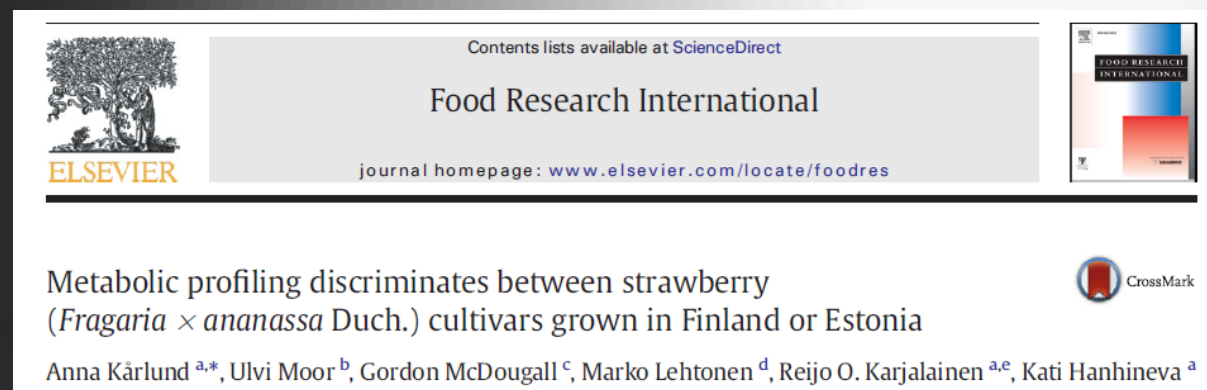 Contents lists available at ScienceDirect
Food Research International
journal homepage: www.elsevier.com/locate/foodres
ELSEVIER
FOOD RESEARCH
INTERNATIONAL
Metabolic profiling discriminates between strawberry
(Fragaria × ananassa Duch.) cultivars grown in Finland or Estonia
CrossMark
Anna Kårlund a,*, Ulvi Moor b, Gordon McDougall c, Marko Lehtonen d, Reijo O. Karjalainen a,e, Kati Hanhineva a